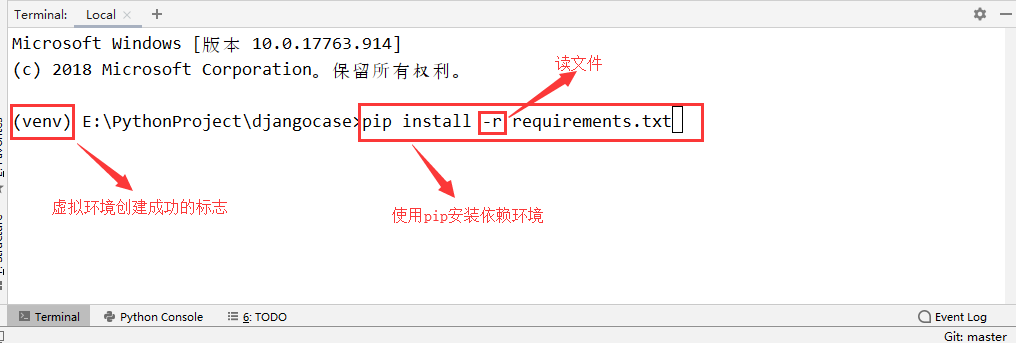 Terminal: Local × +
Microsoft Windows [版本 10.0.17763.914]
(c) 2018 Microsoft Corporation。保留所有权利。
读文件
(venv) E:\PythonProject\djangocase>pip install -r requirements.txt
虚拟环境创建成功的标志
使用pip安装依赖环境
Terminal Python Console 6: TODO Event Log
Git: master